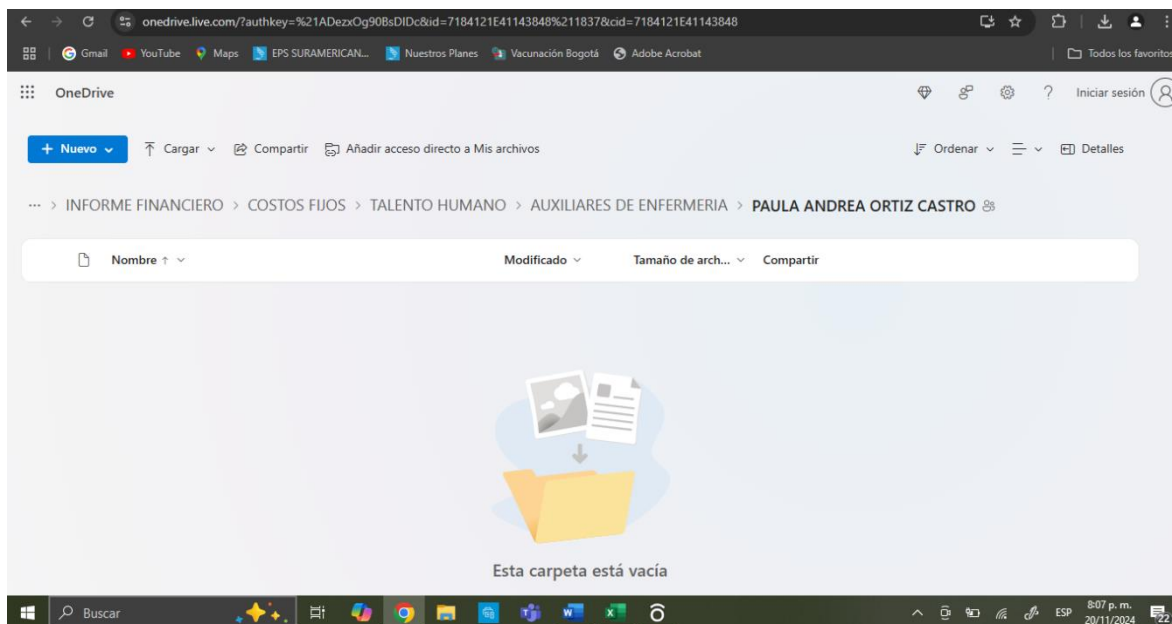 onedrive.live.com/?authkey=%21ADezxOg90BsDIDc&id=7184121E41143848%211837&cid=7184121E41143848
Gmail YouTube Maps EPS SURAMERICAN... Nuestros Planes Vacunación Bogotá Adobe Acrobat Todos los favoritos
OneDrive ? Iniciar sesión
+ Nuevo Cargar Compartir Añadir acceso directo a Mis archivos Ordenar Detalles
... > INFORME FINANCIERO > COSTOS FIJOS > TALENTO HUMANO > AUXILIARES DE ENFERMERIA > PAULA ANDREA ORTIZ CASTRO
Nombre ↑ Modificado Tamaño de arch... Compartir
Esta carpeta está vacía
Buscar ESP 8:07 p. m.
20/11/2024 22